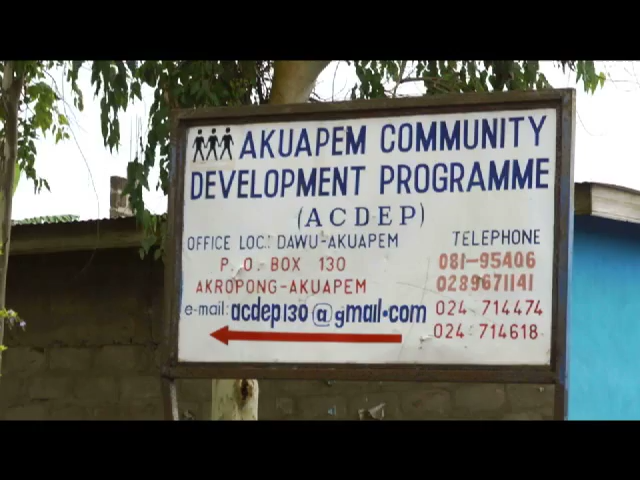 AKUAPEM COMMUNITY
DEVELOPMENT PROGRAMME
(ACDEP)
OFFICE LOC: DAWU-AKUAPEM
P. O. BOX 130
AKROPONG-AKUAPEM
e-mail: acdep130@gmail.com
TELEPHONE
081-95406
0289671141
024 714474
024 714618